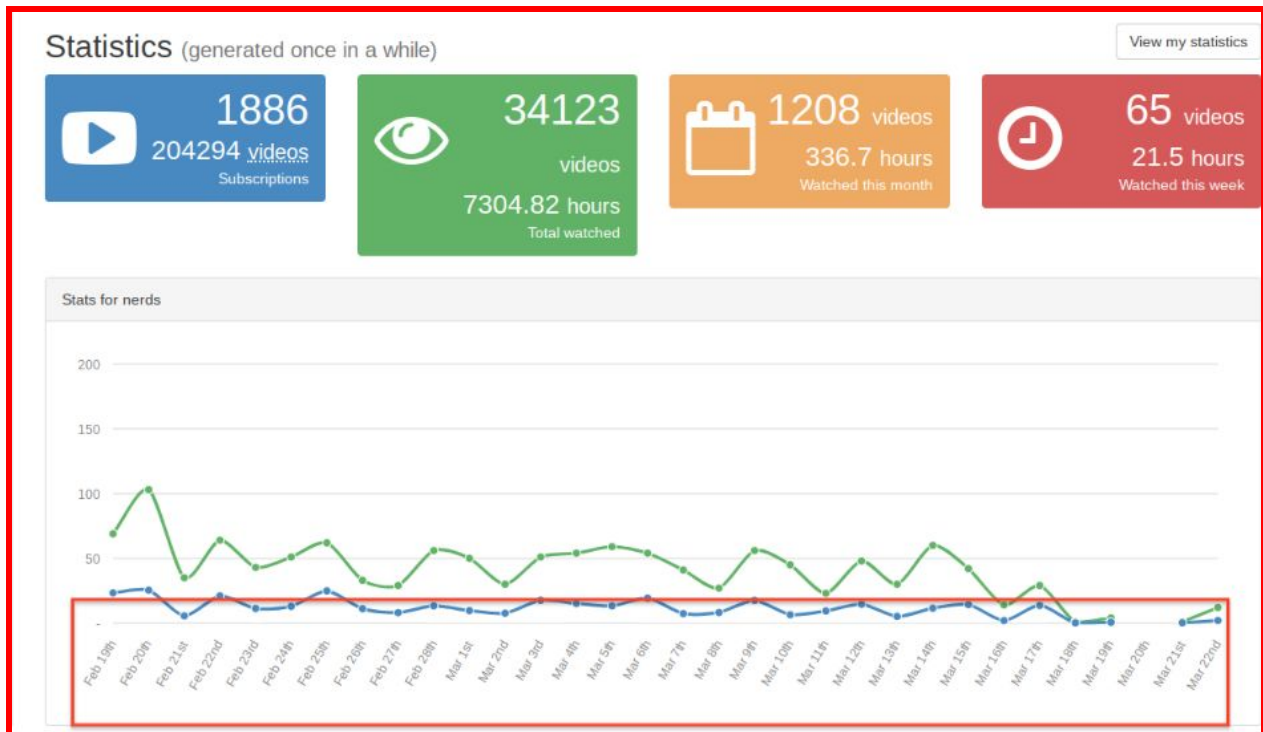 Statistics (generated once in a while)
View my statistics
1886
204294 videos
Subscriptions
34123
videos
7304.82 hours
Total watched
1208 videos
336.7 hours
Watched this month
65 videos
21.5 hours
Watched this week
Stats for nerds
200
150
100
50
-
Feb 19th
Feb 20th
Feb 21st
Feb 22nd
Feb 23rd
Feb 24th
Feb 25th
Feb 26th
Feb 27th
Feb 28th
Mar 1st
Mar 2nd
Mar 3rd
Mar 4th
Mar 5th
Mar 6th
Mar 7th
Mar 8th
Mar 9th
Mar 10th
Mar 11th
Mar 12th
Mar 13th
Mar 14th
Mar 15th
Mar 16th
Mar 17th
Mar 18th
Mar 19th
Mar 20th
Mar 21st
Mar 22nd